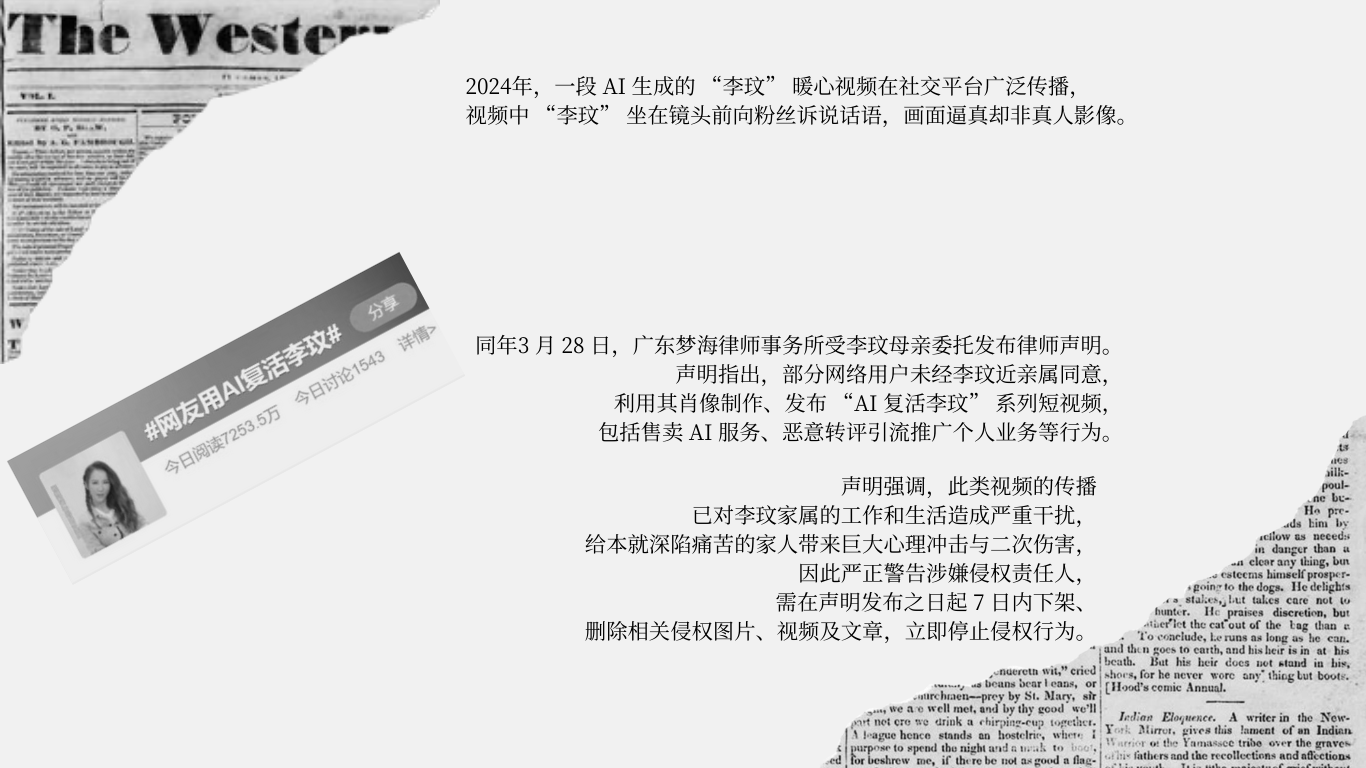 The Wester
VOL. I.
2024年，一段 AI 生成的 “李玟” 暖心视频在社交平台广泛传播，
视频中 “李玟” 坐在镜头前向粉丝诉说话语，画面逼真却非真人影像。
分享
#网友用AI复活李玟#
今日阅读7253.5万 今日讨论1543 详情>
同年3 月 28 日，广东梦海律师事务所受李玟母亲委托发布律师声明。
声明指出，部分网络用户未经李玟近亲属同意，
利用其肖像制作、发布 “AI 复活李玟” 系列短视频，
包括售卖 AI 服务、恶意转评引流推广个人业务等行为。
声明强调，此类视频的传播
已对李玟家属的工作和生活造成严重干扰，
给本就深陷痛苦的家人带来巨大心理冲击与二次伤害，
因此严正警告涉嫌侵权责任人，
需在声明发布之日起 7 日内下架、
删除相关侵权图片、视频及文章，立即停止侵权行为。
He pre-
him by
as needs
in danger than a
clear any thing, but
esteems himself prosper-
going to the dogs. He delights
stakes, but takes care not to
hunter. He praises discretion, but
let the cat out of the bag than a
To conclude, he runs as long as he can.
and then goes to earth, and his heir is in at his
death. But his heir does not stand in his
shoes, for he never wore any thing but boots.
[Hood's comic Annual.
Indian Eloquence. A writer in the New-
York Mirror, gives this lament of an Indian
Warrior of the Yamassee tribe over the graves
of his fathers and the recollections and affections
wit,” cried
as beans bear beans, or
churchmen—prey by St. Mary, sir
we are well met, and by thy good we'll
part not ere we drink a chirping-cup together.
A league hence stands an hostelrie, where I
purpose to spend the night and
for beshrew me, if there be not as good a flag-